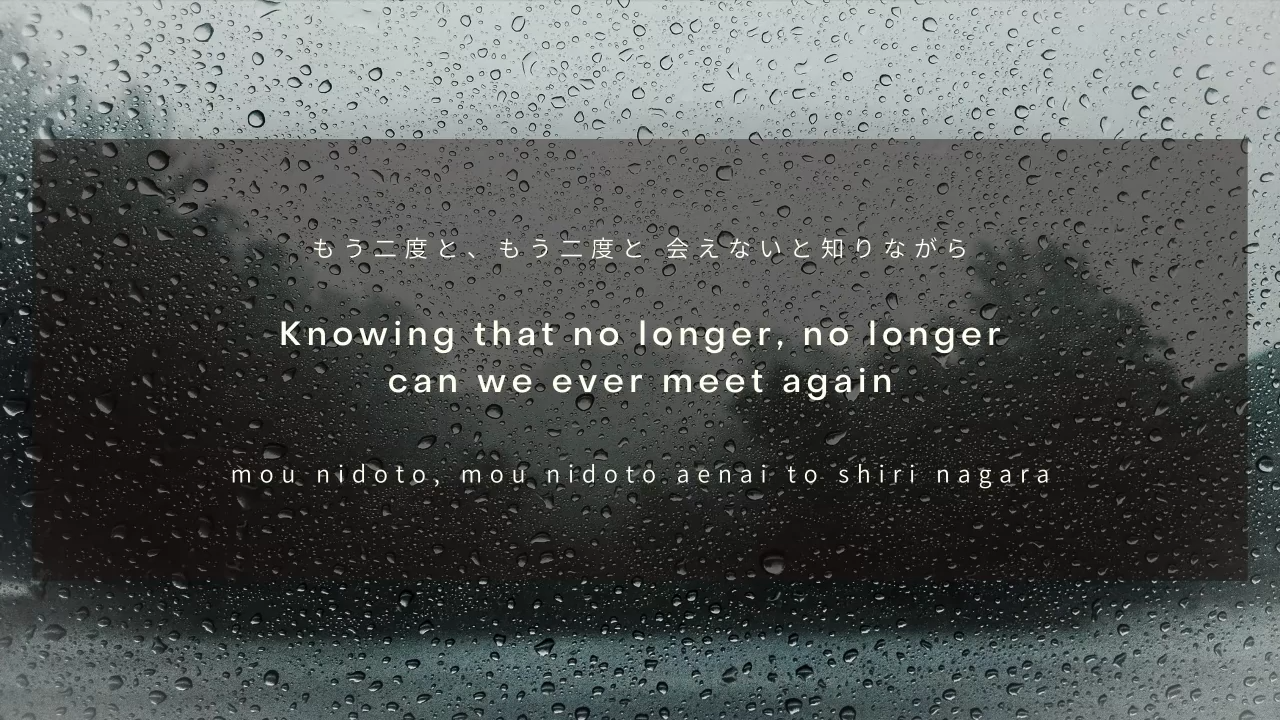 もう二度と、もう二度と 会えないと知りながら
Knowing that no longer, no longer
can we ever meet again
mou nidoto, mou nidoto aenai to shiri nagara